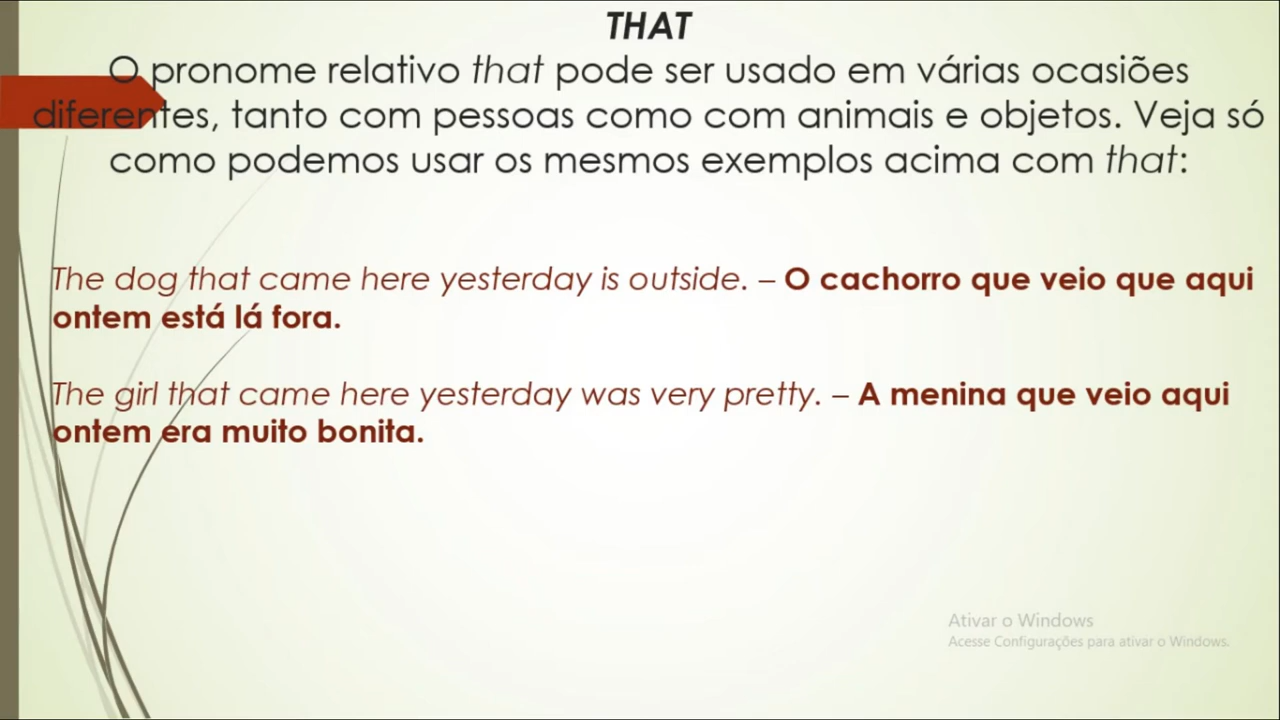 THAT
O pronome relativo that pode ser usado em várias ocasiões
diferentes, tanto com pessoas como com animais e objetos. Veja só
como podemos usar os mesmos exemplos acima com that:
The dog that came here yesterday is outside. – O cachorro que veio que aqui
ontem está lá fora.
The girl that came here yesterday was very pretty. – A menina que veio aqui
ontem era muito bonita.
Ativar o Windows
Acesse Configurações para ativar o Windows.